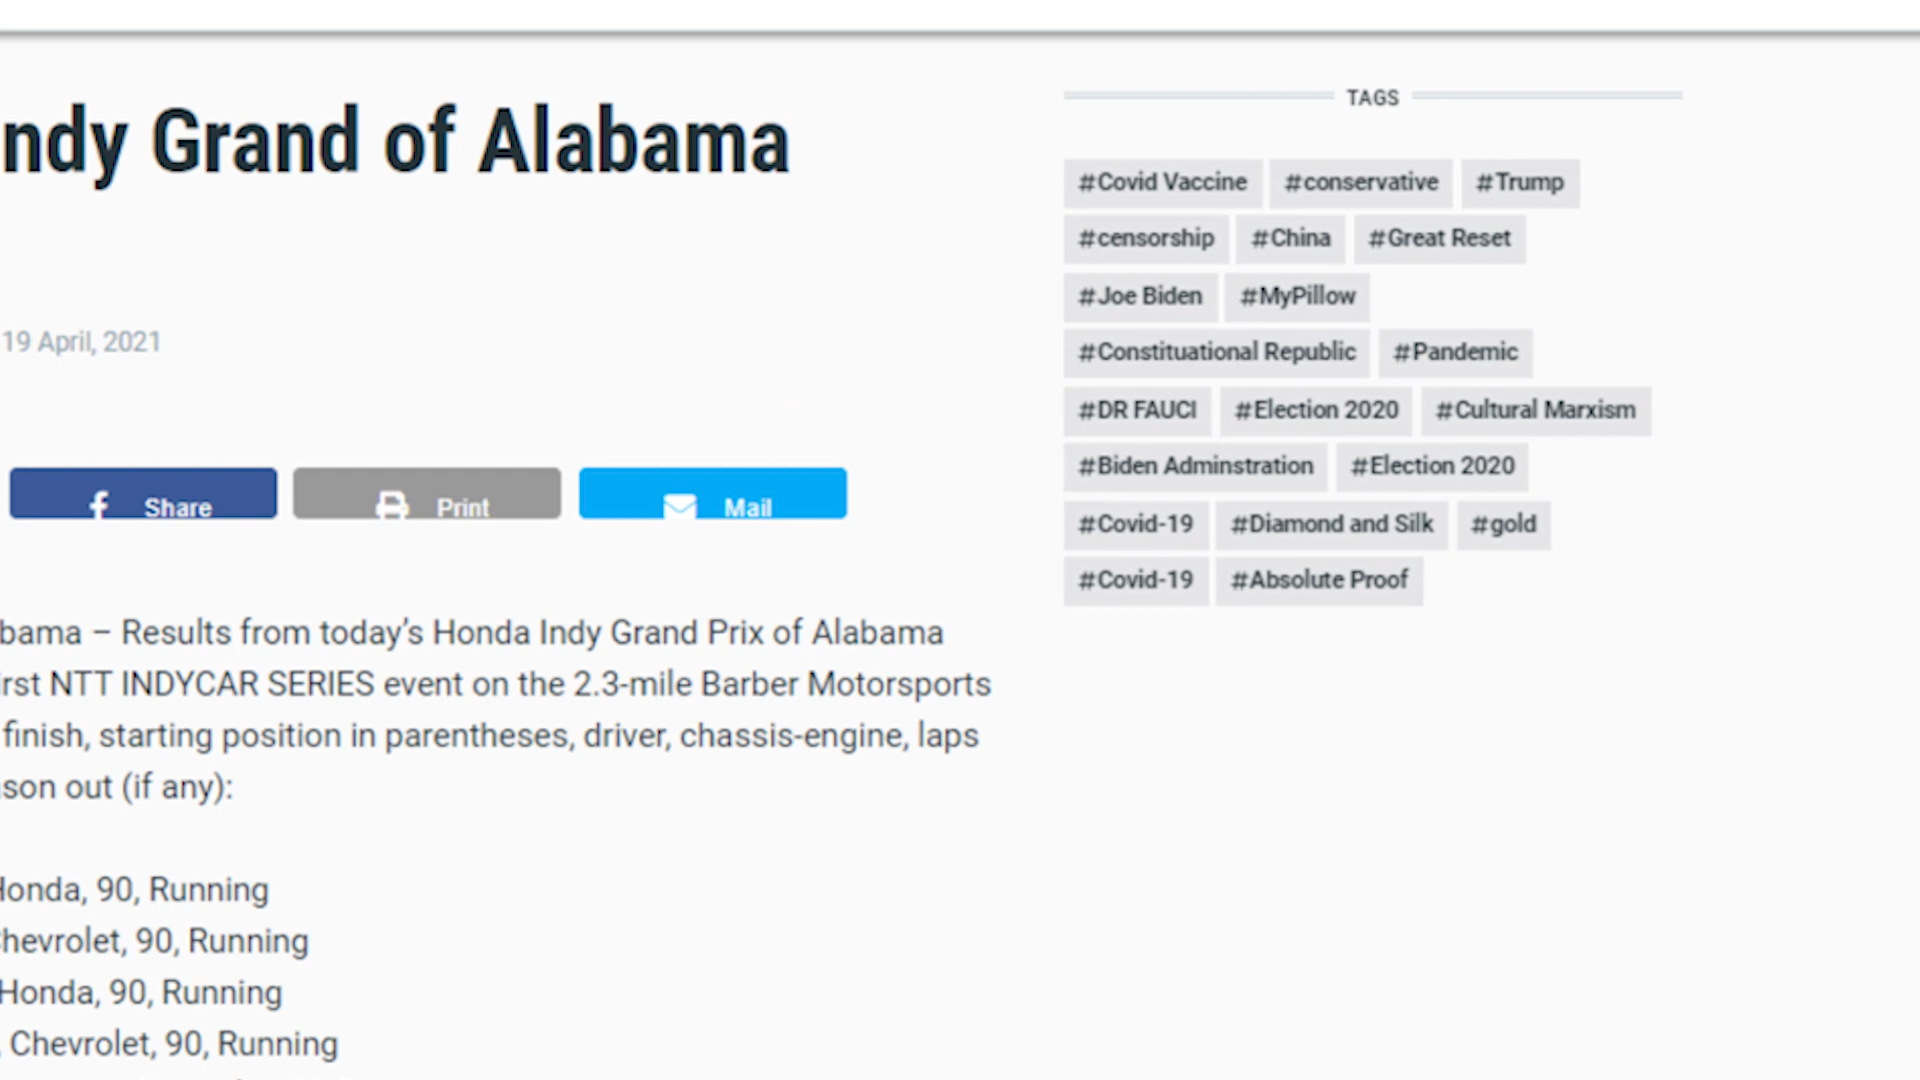 ndy Grand of Alabama
19 April, 2021
Share Print Mail
bama – Results from today’s Honda Indy Grand Prix of Alabama
irst NTT INDYCAR SERIES event on the 2.3-mile Barber Motorsports
finish, starting position in parentheses, driver, chassis-engine, laps
son out (if any):
Honda, 90, Running
Chevrolet, 90, Running
Honda, 90, Running
, Chevrolet, 90, Running
TAGS
#Covid Vaccine #conservative #Trump
#censorship #China #Great Reset
#Joe Biden #MyPillow
#Constituational Republic #Pandemic
#DR FAUCI #Election 2020 #Cultural Marxism
#Biden Adminstration #Election 2020
#Covid-19 #Diamond and Silk #gold
#Covid-19 #Absolute Proof